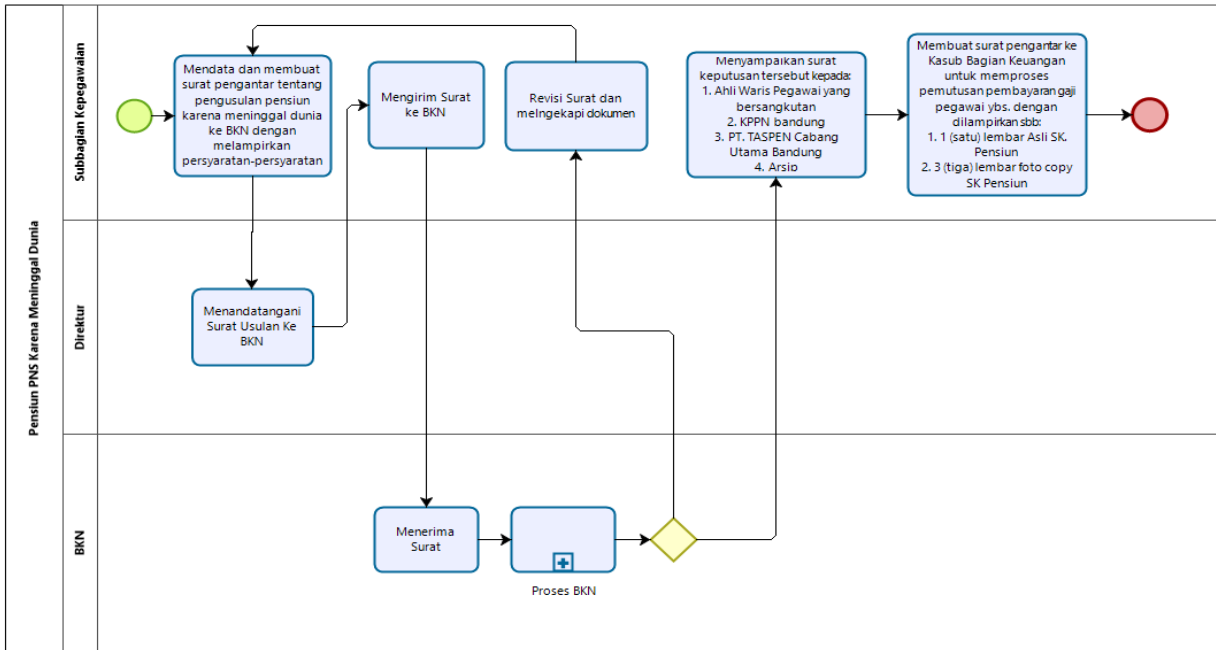 Pensiun PNS Karena Meninggal Dunia
Subbagian Kepegawaian
Mendata dan membuat
surat pengantar tentang
pengusulan pensiun
karena meninggal dunia
ke BKN dengan
melampirkan
persyaratan-persyaratan
Mengirim Surat
ke BKN
Revisi Surat dan
melngekapi dokumen
Menyampaikan surat
keputusan tersebut kepada:
1. Ahli Waris Pegawai yang
bersangkutan
2. KPPN bandung
3. PT. TASPEN Cabang
Utama Bandung
4. Arsip
Membuat surat pengantar ke
Kasub Bagian Keuangan
untuk memproses
pemutusan pembayaran gaji
pegawai ybs. dengan
dilampirkan sbb:
1. 1 (satu) lembar Asli SK.
Pensiun
2. 3 (tiga) lembar foto copy
SK Pensiun
Direktur
Menandatangani
Surat Usulan Ke
BKN
BKN
Menerima
Surat
Proses BKN